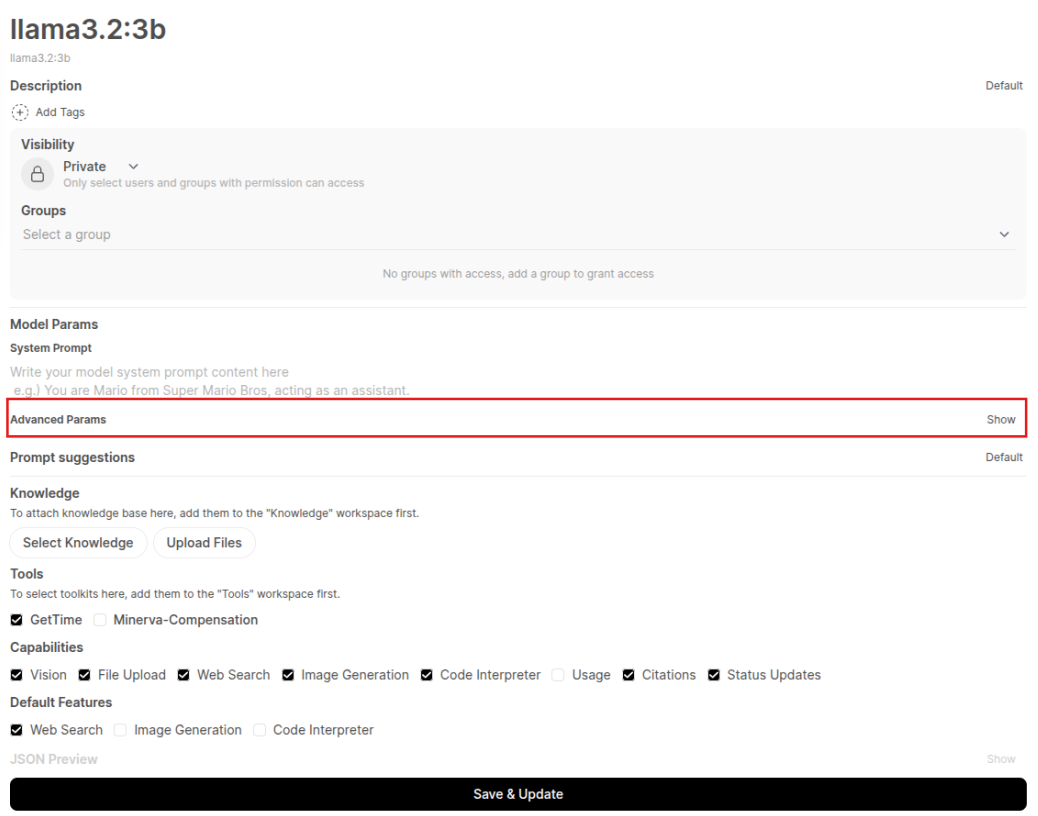 llama3.2:3b
llama3.2:3b
Description Default
Add Tags
Visibility
Private
Only select users and groups with permission can access
Groups
Select a group
No groups with access, add a group to grant access
Model Params
System Prompt
Write your model system prompt content here
e.g.) You are Mario from Super Mario Bros, acting as an assistant.
Advanced Params Show
Prompt suggestions Default
Knowledge
To attach knowledge base here, add them to the "Knowledge" workspace first.
Select Knowledge Upload Files
Tools
To select toolkits here, add them to the "Tools" workspace first.
GetTime Minerva-Compensation
Capabilities
Vision File Upload Web Search Image Generation Code Interpreter Usage Citations Status Updates
Default Features
Web Search Image Generation Code Interpreter
JSON Preview Show
Save & Update